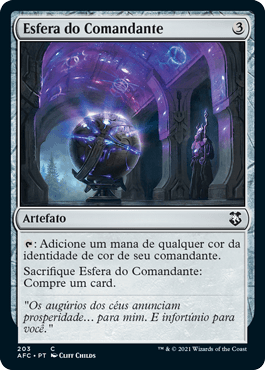 Esfera do Comandante 3
Artefato
: Adicione um mana de qualquer cor da
identidade de cor de seu comandante.
Sacrifique Esfera do Comandante:
Compre um card.
"Os augúrios dos céus anunciam
prosperidade... para mim. E infortúnio para
você."
203 C
AFC • PT CLIFF CHILDS
™ & © 2021 Wizards of the Coast